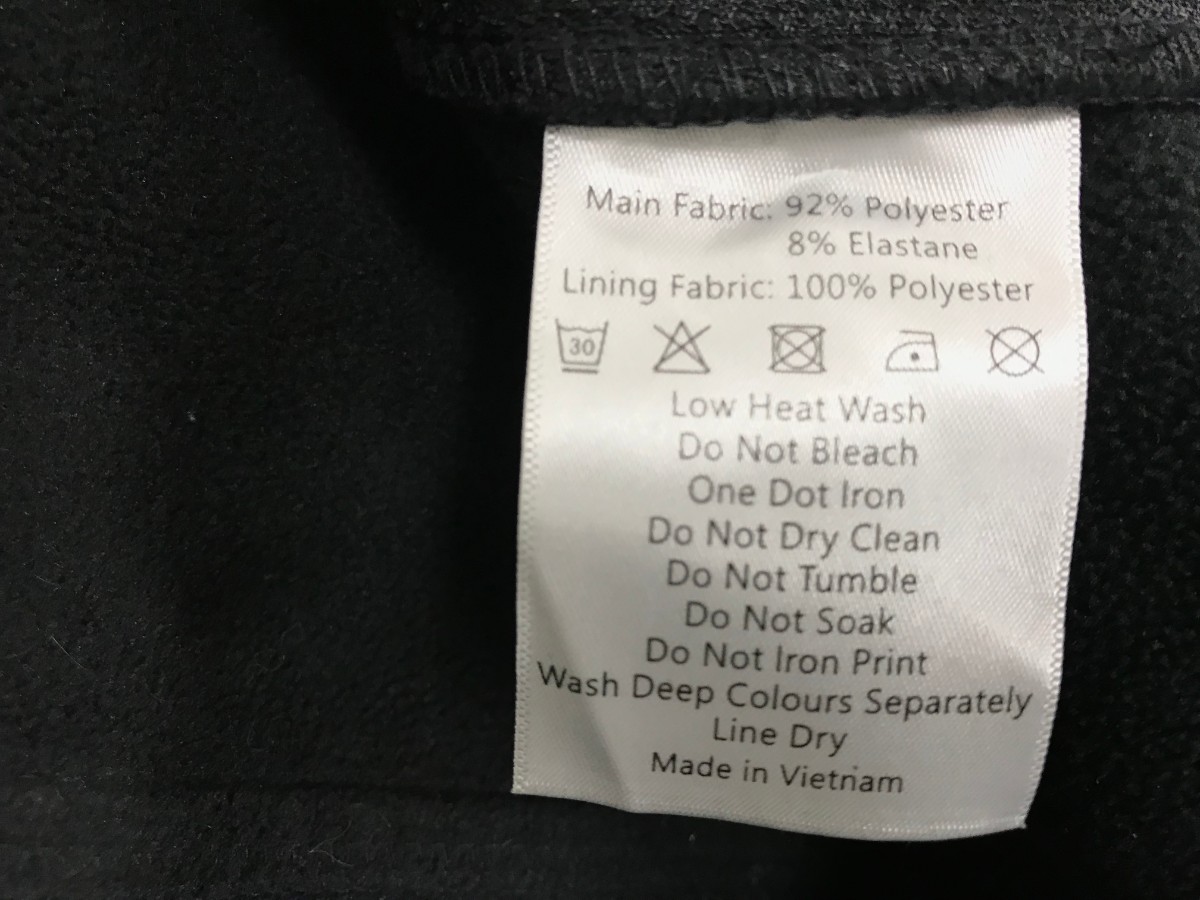 Main Fabric: 92% Polyester
8% Elastane
Lining Fabric: 100% Polyester
30
Low Heat Wash
Do Not Bleach
One Dot Iron
Do Not Dry Clean
Do Not Tumble
Do Not Soak
Do Not Iron Print
Wash Deep Colours Separately
Line Dry
Made in Vietnam